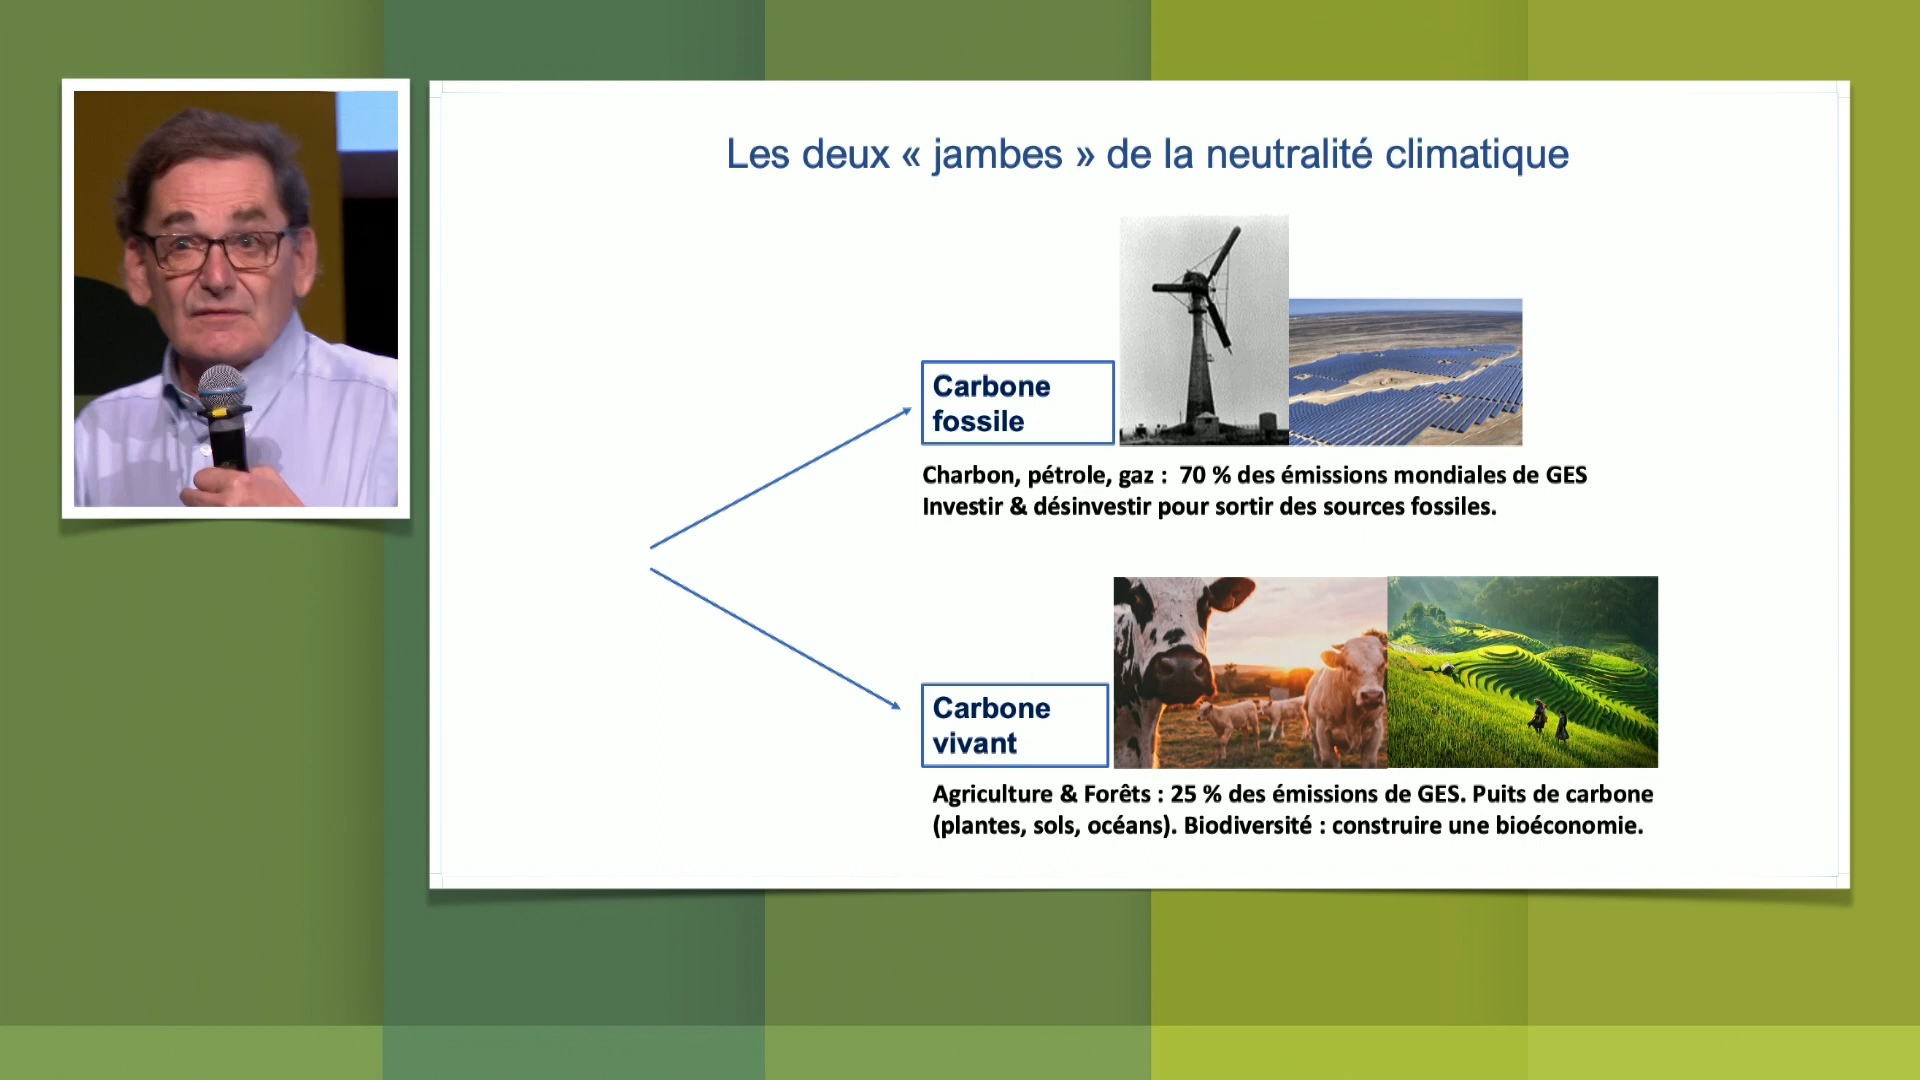 Les deux « jambes » de la neutralité climatique
Carbone
fossile
Charbon, pétrole, gaz : 70 % des émissions mondiales de GES
Investir & désinvestir pour sortir des sources fossiles.
Carbone
vivant
Agriculture & Forêts : 25 % des émissions de GES. Puits de carbone
(plantes, sols, océans). Biodiversité : construire une bioéconomie.